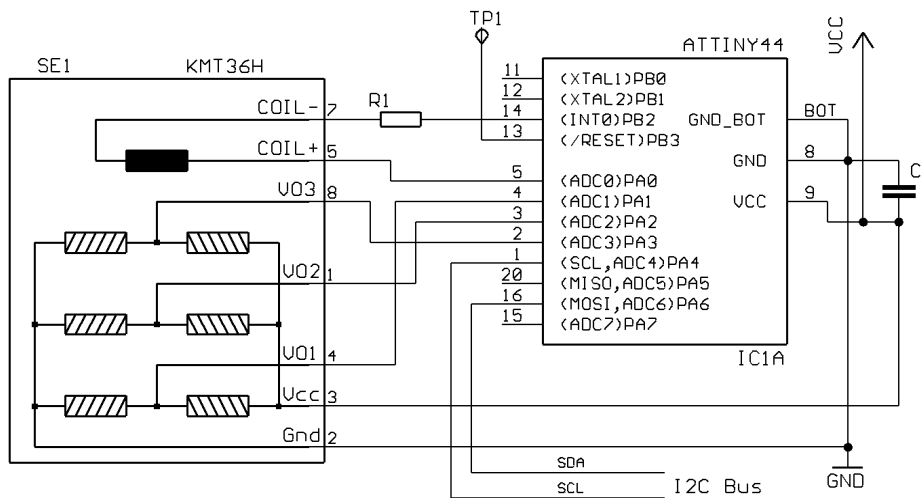 TP1
ATTINY44
VCC
SE1 KMT36H
COIL- 7
R1
COIL+ 5
VO3 8
VO2 1
VO1 4
Vcc 3
Gnd 2
11 (XTAL1)PB0
12 (XTAL2)PB1
14 (INT0)PB2
13 (/RESET)PB3
5 (ADC0)PA0
4 (ADC1)PA1
3 (ADC2)PA2
2 (ADC3)PA3
1 (SCL,ADC4)PA4
20 (MISO,ADC5)PA5
16 (MOSI,ADC6)PA6
15 (ADC7)PA7
GND_BOT BOT
GND 8
VCC 9
C
IC1A
SDA
SCL
I2C Bus
GND